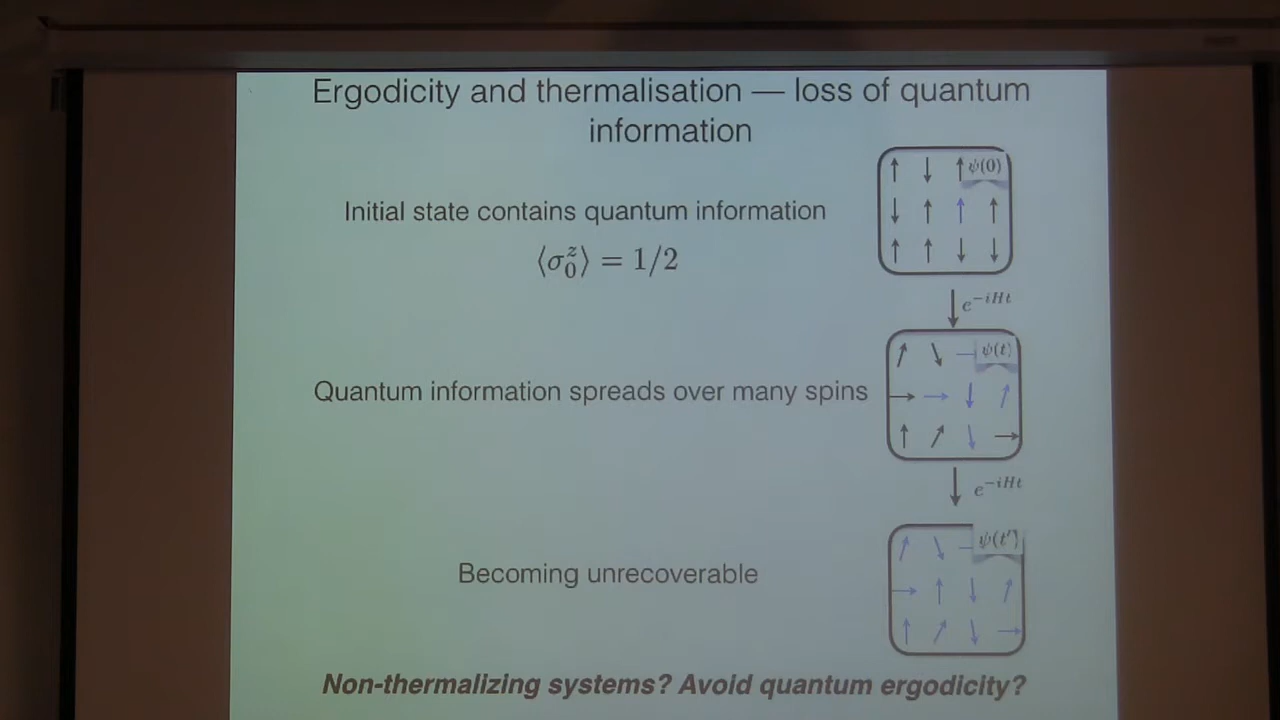 Ergodicity and thermalisation — loss of quantum
information
Initial state contains quantum information
⟨σ₀ᶻ⟩ = 1/2
ψ(0)
e^{-iHt}
Quantum information spreads over many spins
ψ(t)
e^{-iHt}
Becoming unrecoverable
ψ(t')
Non-thermalizing systems? Avoid quantum ergodicity?